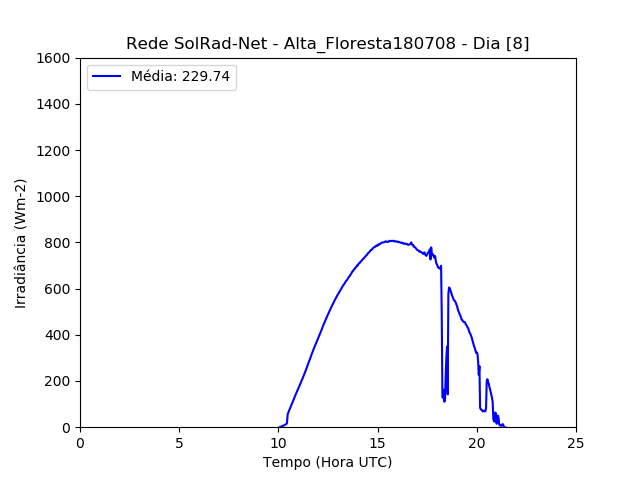 Rede SolRad-Net - Alta_Floresta180708 - Dia [8]
Média: 229.74
1600
1400
1200
1000
800
600
400
200
0
Irradiância (Wm-2)
0 5 10 15 20 25
Tempo (Hora UTC)